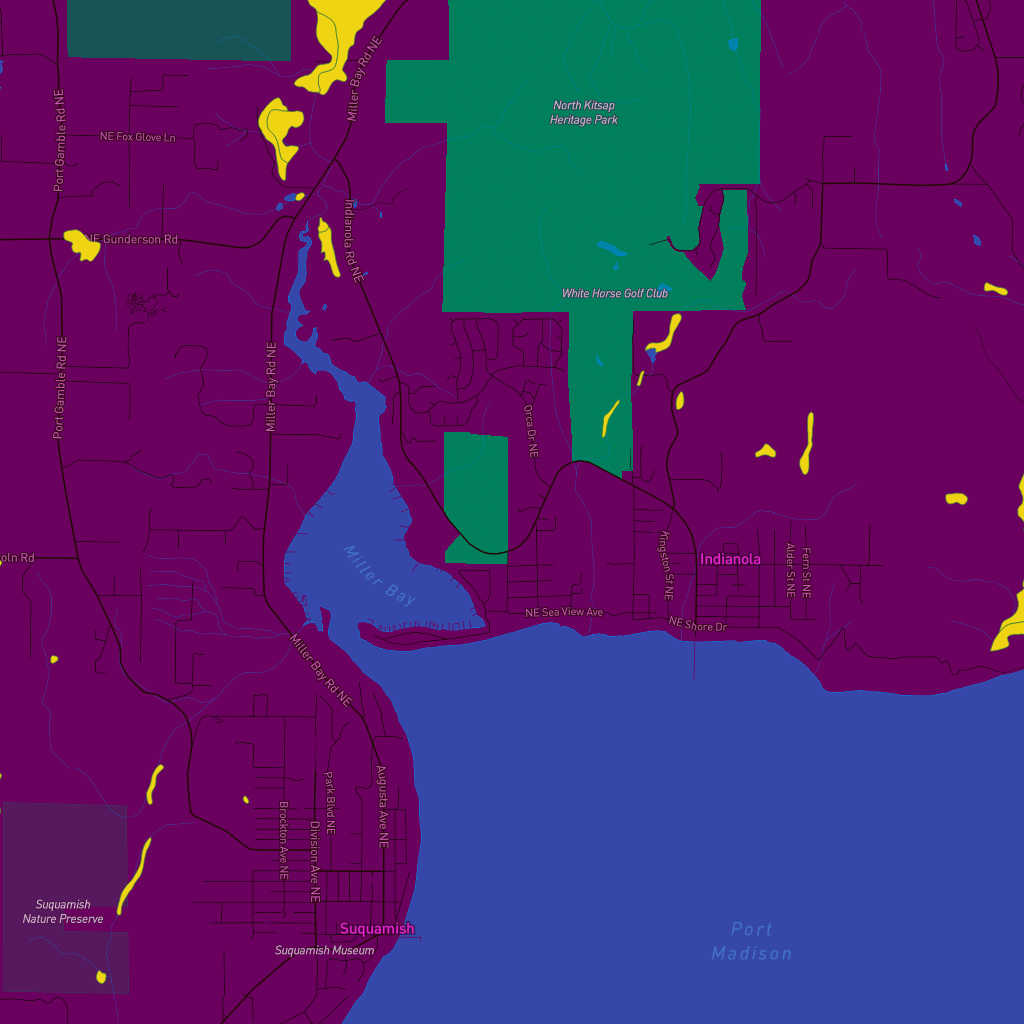 Miller Bay Rd NE
Port Gamble Rd NE
North Kitsap
Heritage Park
NE Fox Glove Ln
Indianola Rd NE
NE Gunderson Rd
White Horse Golf Club
Port Gamble Rd NE
Miller Bay Rd NE
Orca Dr NE
oln Rd
Miller Bay
Kingston St NE
Indianola
Alder St NE
Fern St NE
NE Sea View Ave
NE Shore Dr
Miller Bay Rd NE
Park Blvd NE
Augusta Ave NE
Brockton Ave NE
Division Ave NE
Suquamish
Nature Preserve
Suquamish
Suquamish Museum
Port
Madison